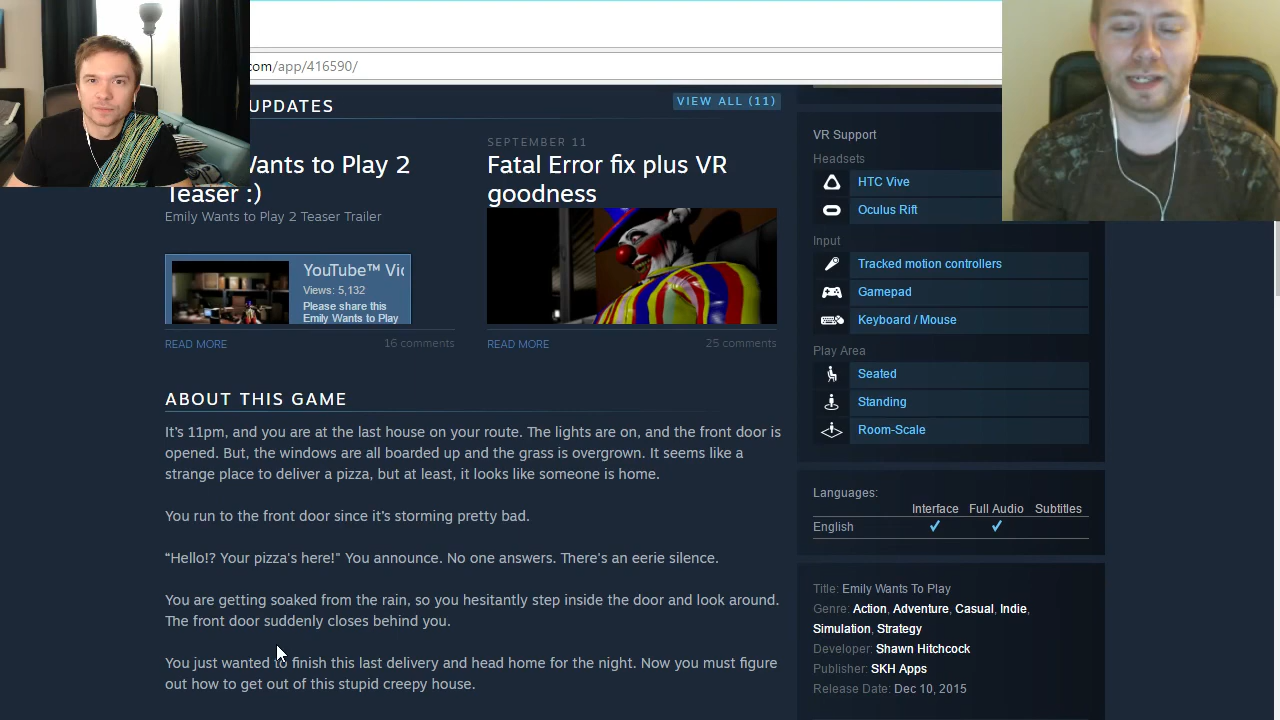 com/app/416590/
UPDATES
VIEW ALL (11)
Wants to Play 2
Teaser :)
Emily Wants to Play 2 Teaser Trailer
YouTube™ Vi
Views: 5,132
Please share this
Emily Wants to Play
READ MORE
16 comments
SEPTEMBER 11
Fatal Error fix plus VR
goodness
READ MORE
25 comments
ABOUT THIS GAME
It's 11pm, and you are at the last house on your route. The lights are on, and the front door is
opened. But, the windows are all boarded up and the grass is overgrown. It seems like a
strange place to deliver a pizza, but at least, it looks like someone is home.
You run to the front door since it's storming pretty bad.
“Hello!? Your pizza's here!” You announce. No one answers. There's an eerie silence.
You are getting soaked from the rain, so you hesitantly step inside the door and look around.
The front door suddenly closes behind you.
You just wanted to finish this last delivery and head home for the night. Now you must figure
out how to get out of this stupid creepy house.
VR Support
Headsets
HTC Vive
Oculus Rift
Input
Tracked motion controllers
Gamepad
Keyboard / Mouse
Play Area
Seated
Standing
Room-Scale
Languages:
Interface Full Audio Subtitles
English ✓ ✓
Title: Emily Wants To Play
Genre: Action, Adventure, Casual, Indie,
Simulation, Strategy
Developer: Shawn Hitchcock
Publisher: SKH Apps
Release Date: Dec 10, 2015